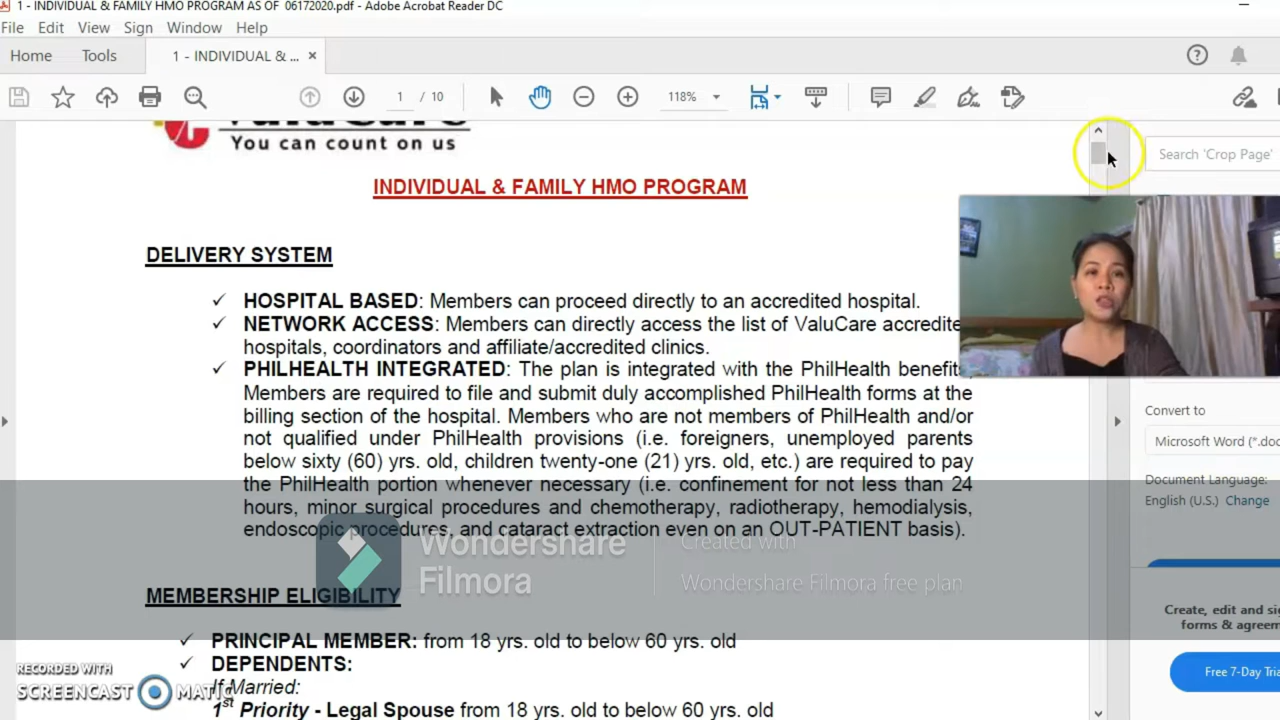 1 - INDIVIDUAL & FAMILY HMO PROGRAM AS OF 06172020.pdf - Adobe Acrobat Reader DC
File Edit View Sign Window Help
Home Tools 1 - INDIVIDUAL & ... ×
1 / 10 118%
ValuCare
You can count on us
Search 'Crop Page'
INDIVIDUAL & FAMILY HMO PROGRAM
DELIVERY SYSTEM
✓ HOSPITAL BASED: Members can proceed directly to an accredited hospital.
✓ NETWORK ACCESS: Members can directly access the list of ValuCare accredite
hospitals, coordinators and affiliate/accredited clinics.
✓ PHILHEALTH INTEGRATED: The plan is integrated with the PhilHealth benefits.
Members are required to file and submit duly accomplished PhilHealth forms at the
billing section of the hospital. Members who are not members of PhilHealth and/or
not qualified under PhilHealth provisions (i.e. foreigners, unemployed parents
below sixty (60) yrs. old, children twenty-one (21) yrs. old, etc.) are required to pay
the PhilHealth portion whenever necessary (i.e. confinement for not less than 24
hours, minor surgical procedures and chemotherapy, radiotherapy, hemodialysis,
endoscopic procedures, and cataract extraction even on an OUT-PATIENT basis).
Convert to
Microsoft Word (*.doc
Document Language:
English (U.S.) Change
Wondershare
Filmora
Created with
Wondershare Filmora free plan
MEMBERSHIP ELIGIBILITY
✓ PRINCIPAL MEMBER: from 18 yrs. old to below 60 yrs. old
✓ DEPENDENTS:
If Married:
1st Priority - Legal Spouse from 18 yrs. old to below 60 yrs. old
Create, edit and sig
forms & agreem
Free 7-Day Tria
RECORDED WITH
SCREENCAST MATIC